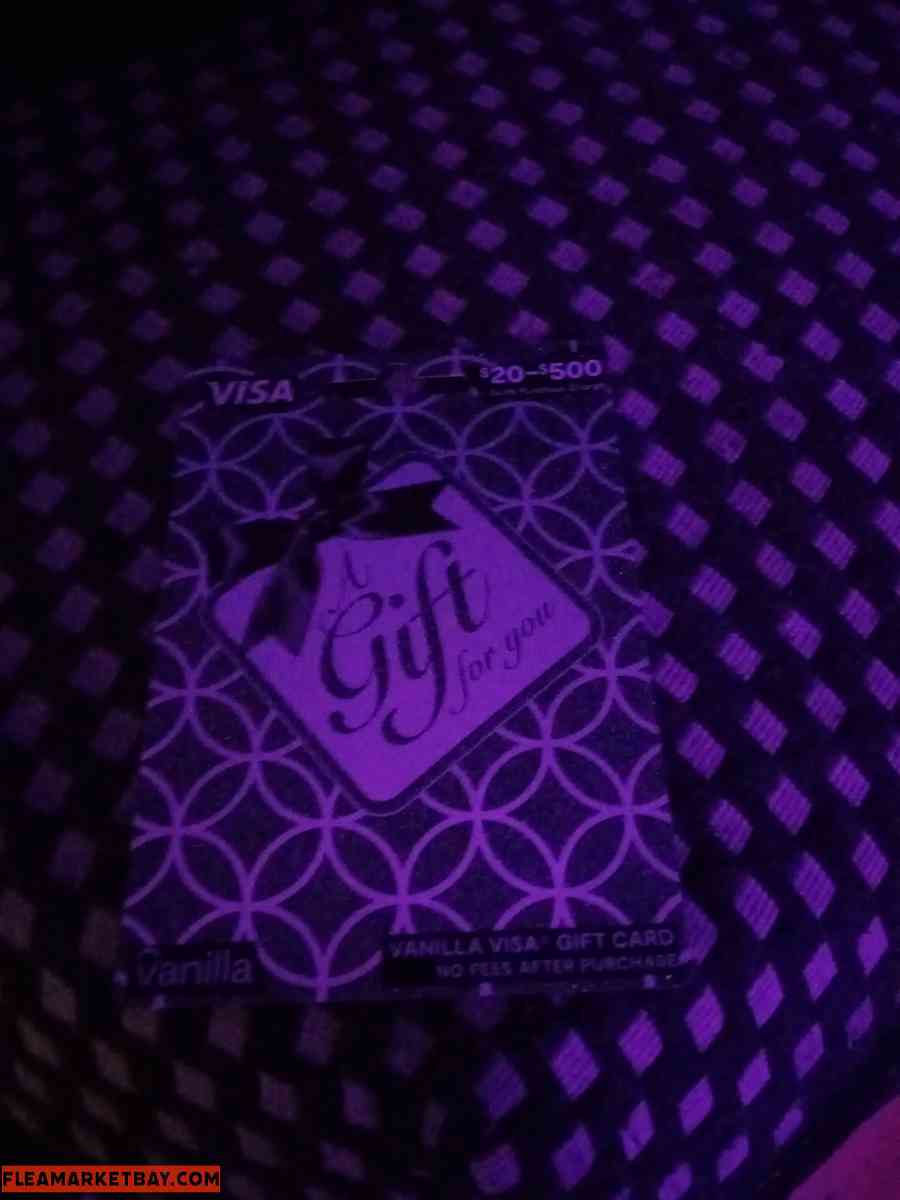 VISA
$20-$500
A
Gift
for you
Vanilla
VANILLA VISA® GIFT CARD
NO FEES AFTER PURCHASE
FLEAMARKETBAY.COM